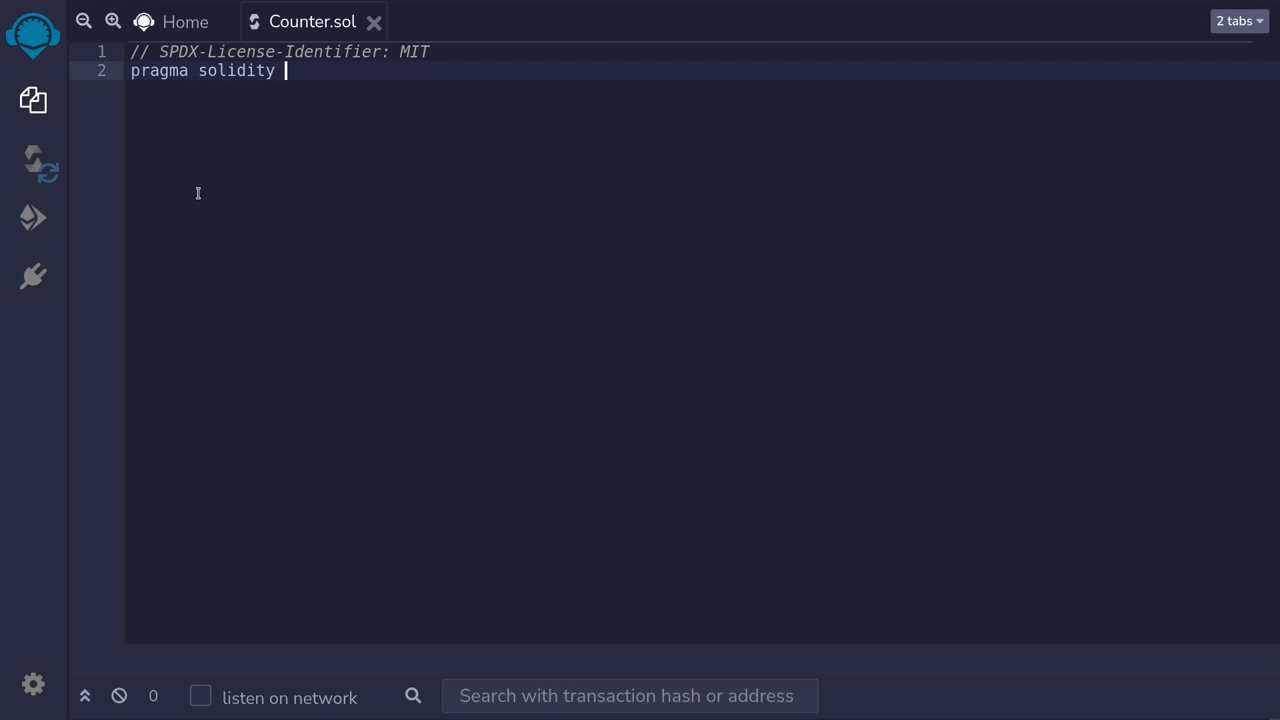 Home
Counter.sol
2 tabs
1 // SPDX-License-Identifier: MIT
2 pragma solidity
0
listen on network
Search with transaction hash or address